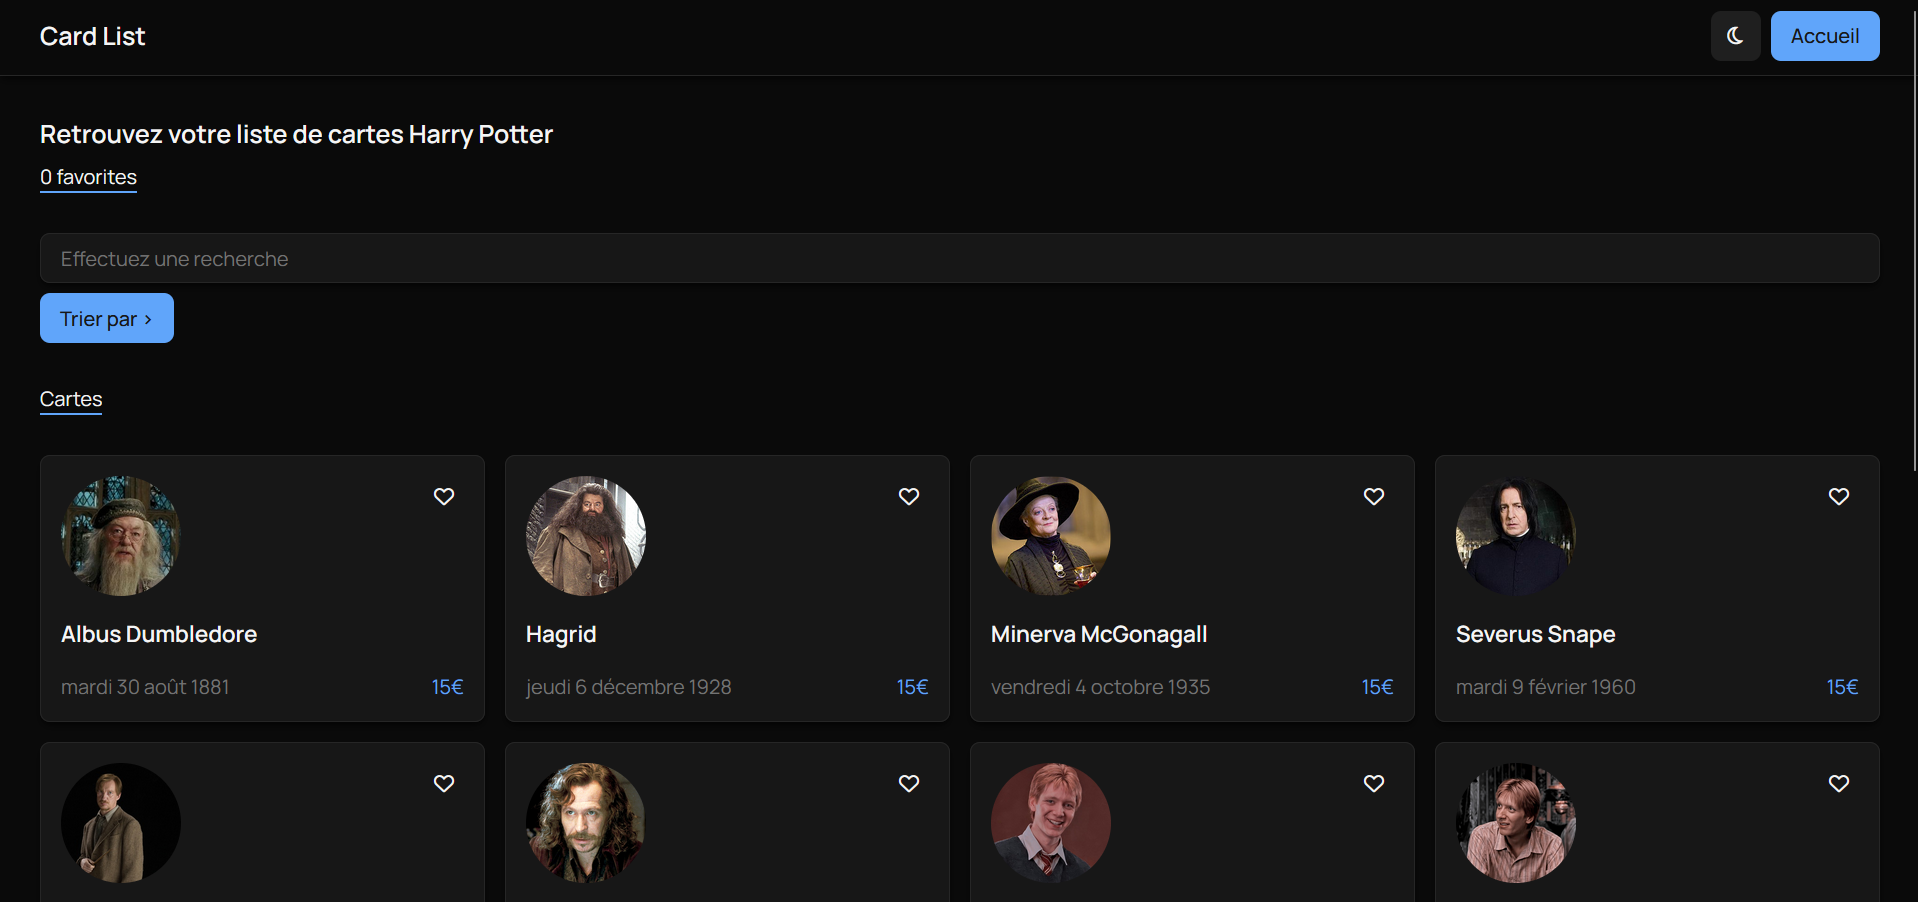 Card List
Accueil
Retrouvez votre liste de cartes Harry Potter
0 favorites
Effectuez une recherche
Trier par ›
Cartes
Albus Dumbledore
mardi 30 août 1881
15€
Hagrid
jeudi 6 décembre 1928
15€
Minerva McGonagall
vendredi 4 octobre 1935
15€
Severus Snape
mardi 9 février 1960
15€